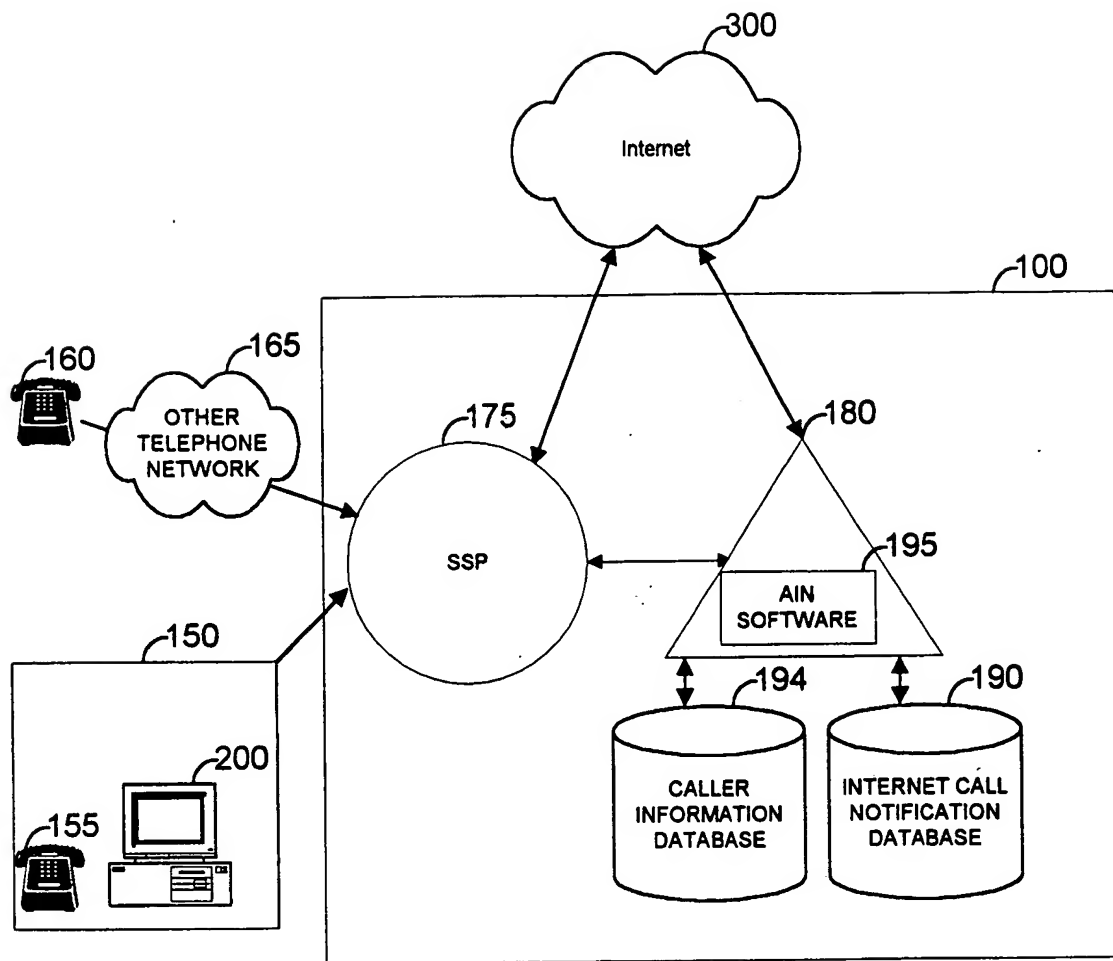 300
Internet
100
160
165
OTHER
TELEPHONE
NETWORK
175
SSP
180
195
AIN
SOFTWARE
150
200
155
194
CALLER
INFORMATION
DATABASE
190
INTERNET CALL
NOTIFICATION
DATABASE